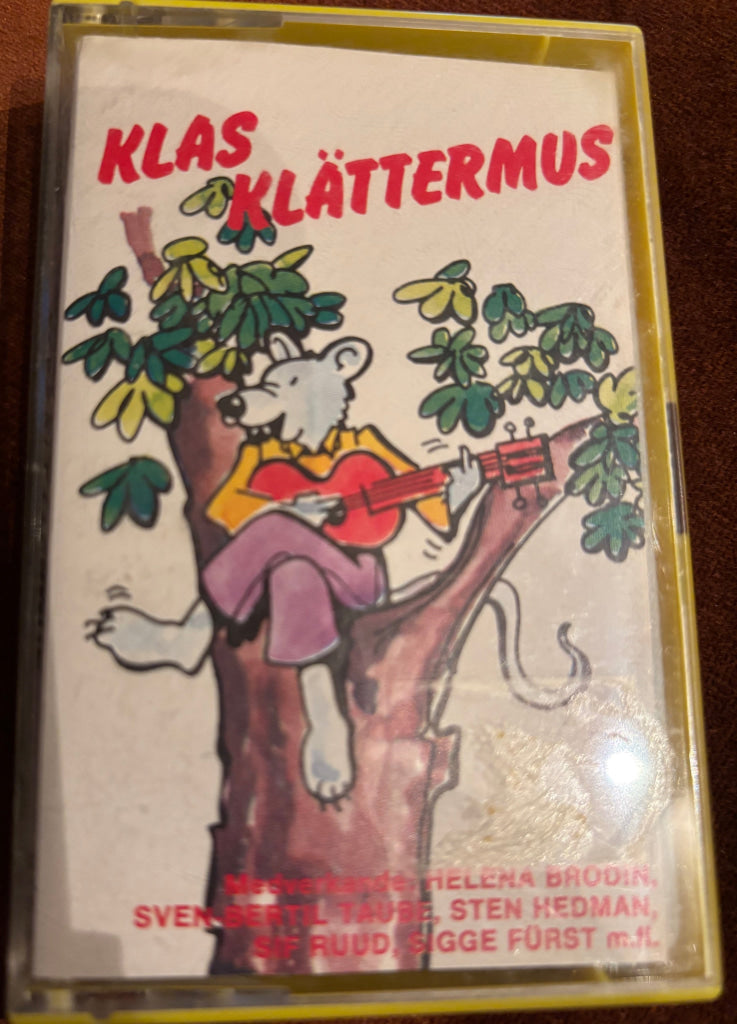 KLAS
KLÄTTERMUS
Medverkande: HELENA BRODIN,
SVEN-BERTIL TAUBE, STEN HEDMAN,
SIF RUUD, SIGGE FÜRST m.fl.